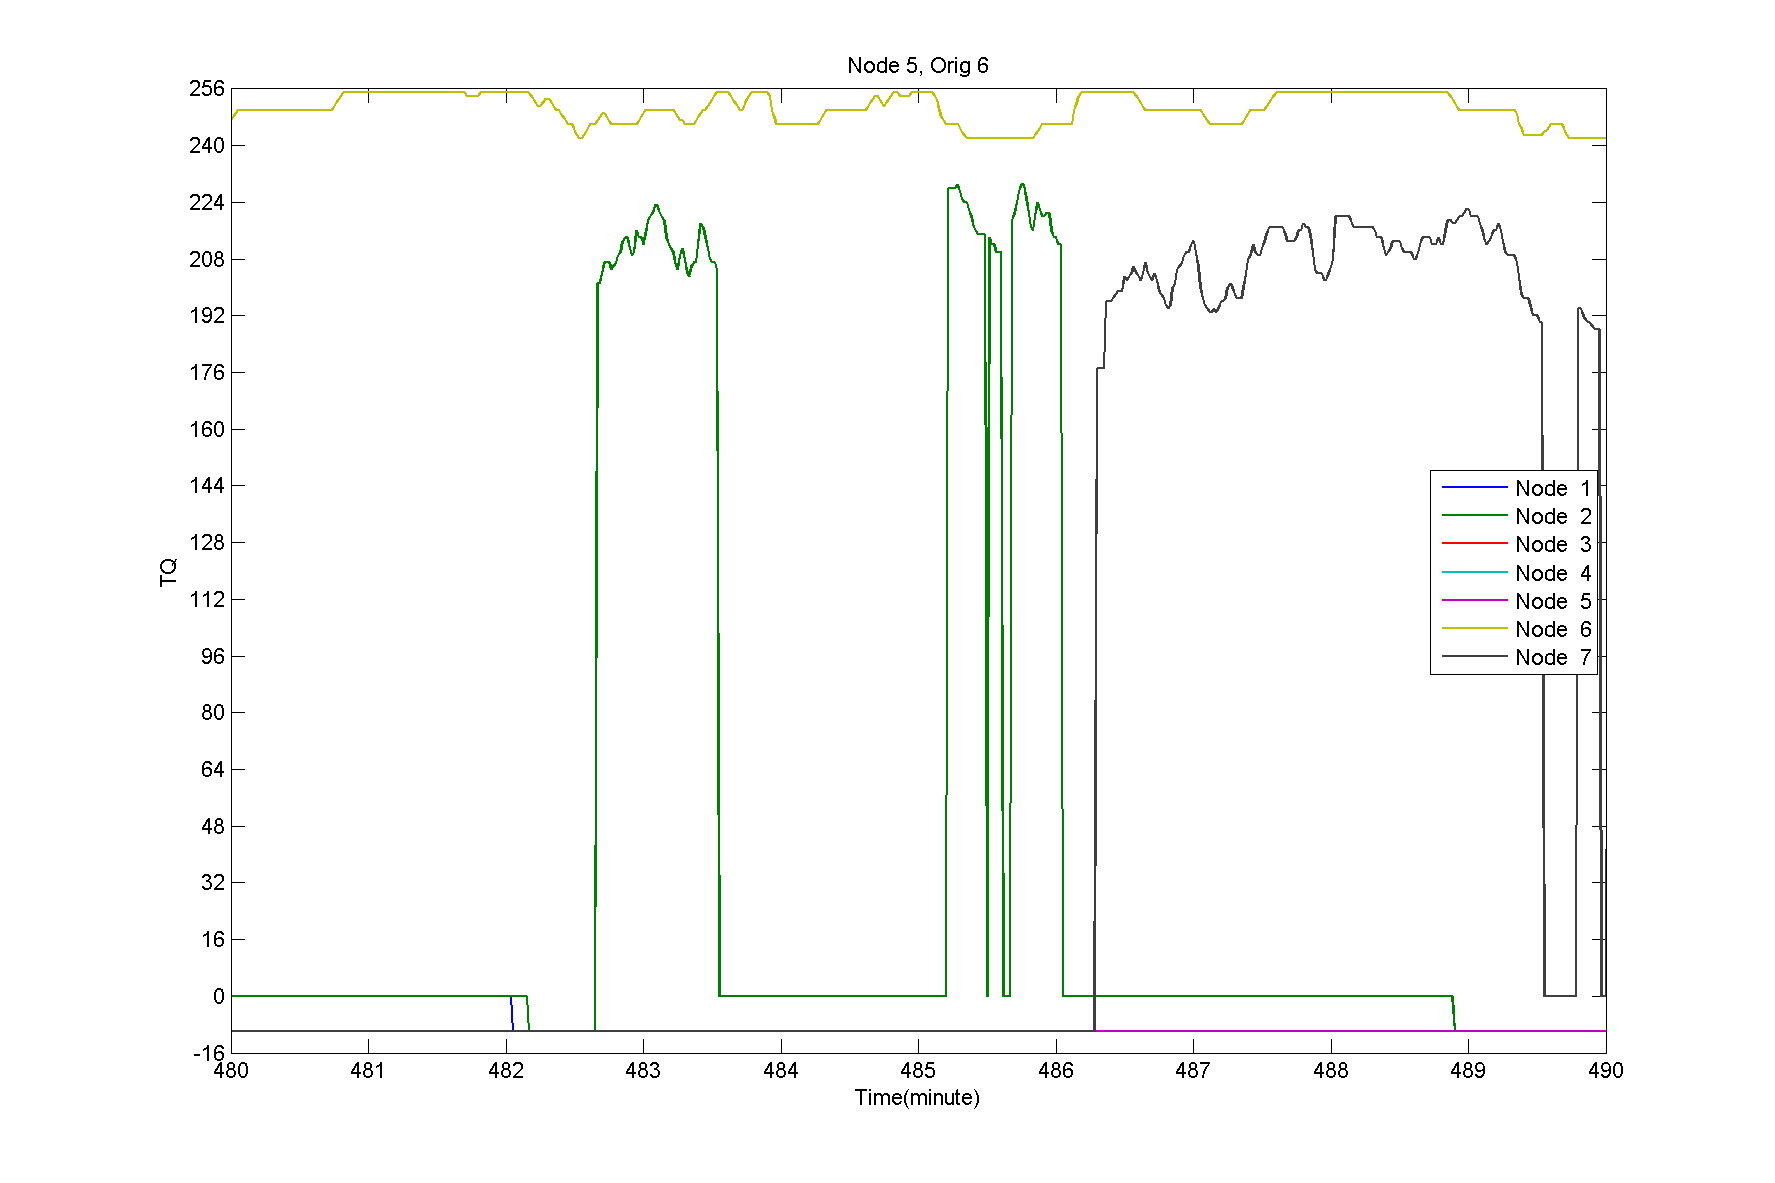 Node 5, Orig 6
256
240
224
208
192
176
160
144
128
112
96
80
64
48
32
16
0
-16
TQ
Node 1
Node 2
Node 3
Node 4
Node 5
Node 6
Node 7
480 481 482 483 484 485 486 487 488 489 490
Time(minute)